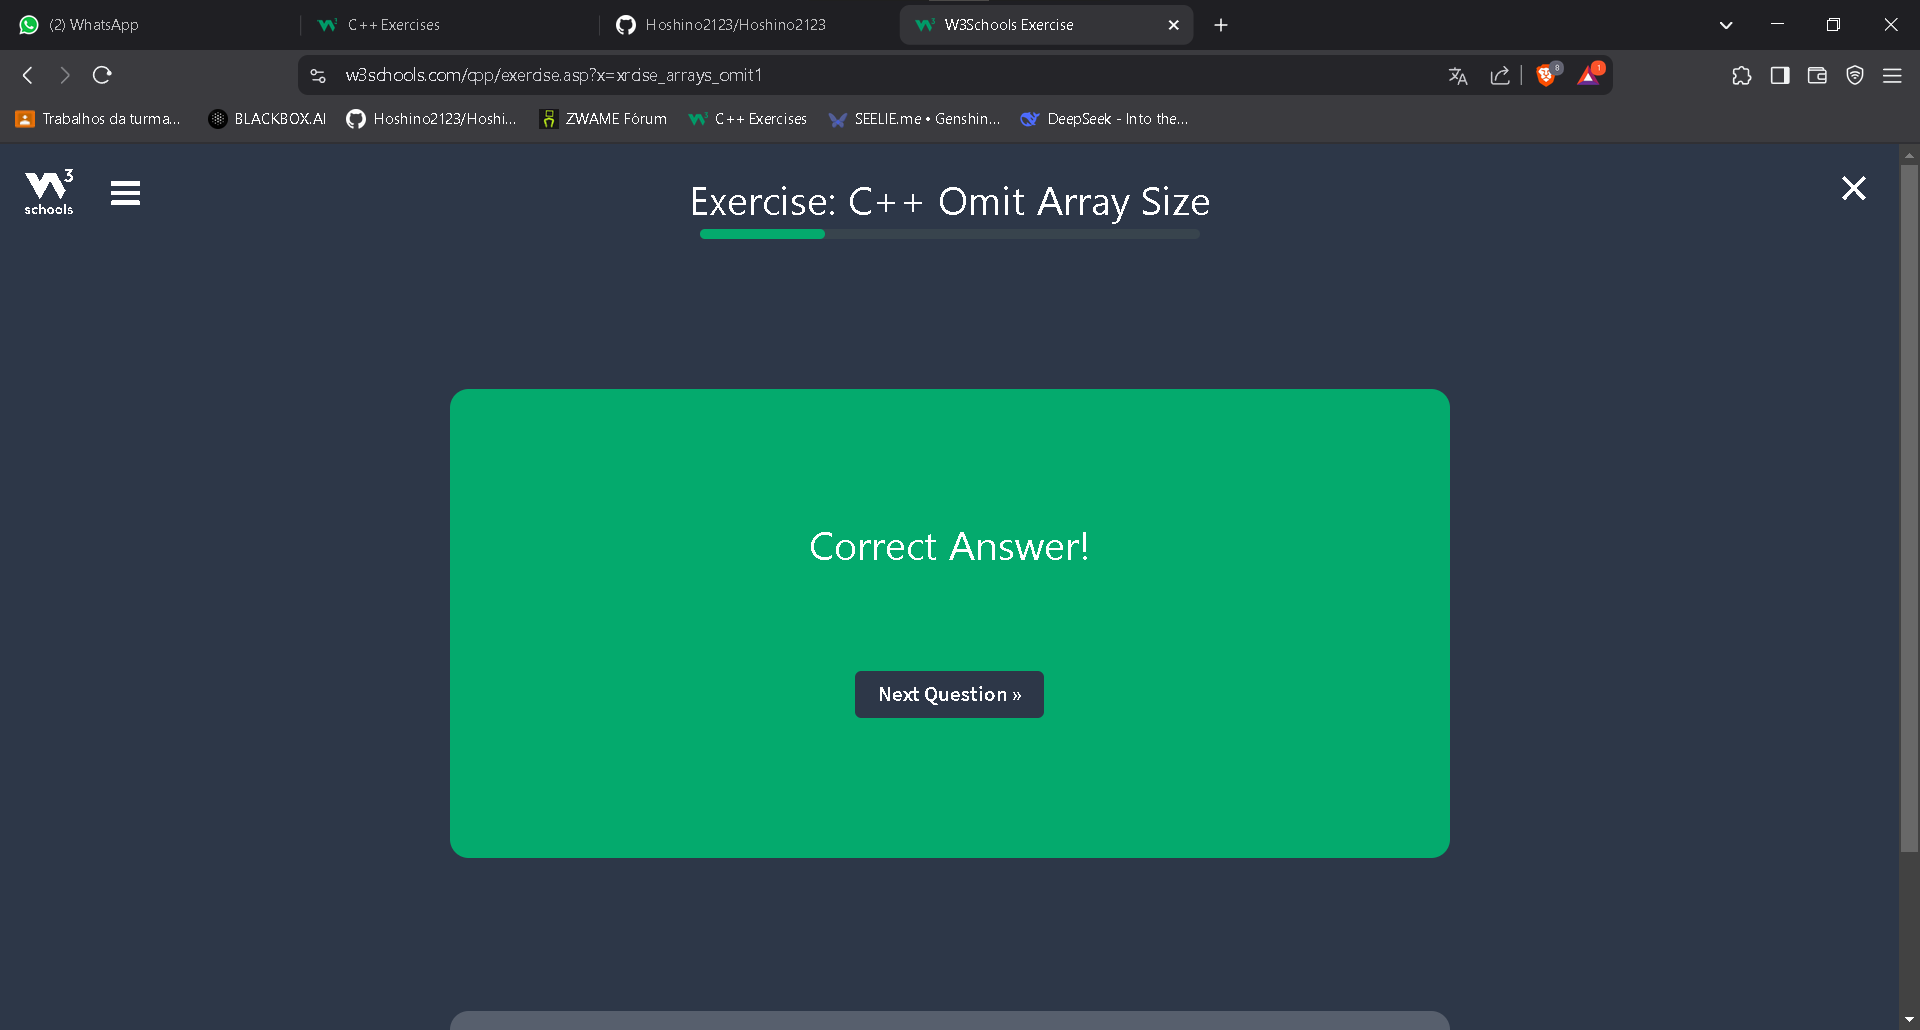 (2) WhatsApp
C++ Exercises
Hoshino2123/Hoshino2123
W3Schools Exercise
w3schools.com/cpp/exercise.asp?x=xrcise_arrays_omit1
8
1
Trabalhos da turma...
BLACKBOX.AI
Hoshino2123/Hoshi...
ZWAME Fórum
C++ Exercises
SEELIE.me • Genshin...
DeepSeek - Into the...
3
schools
Exercise: C++ Omit Array Size
Correct Answer!
Next Question »